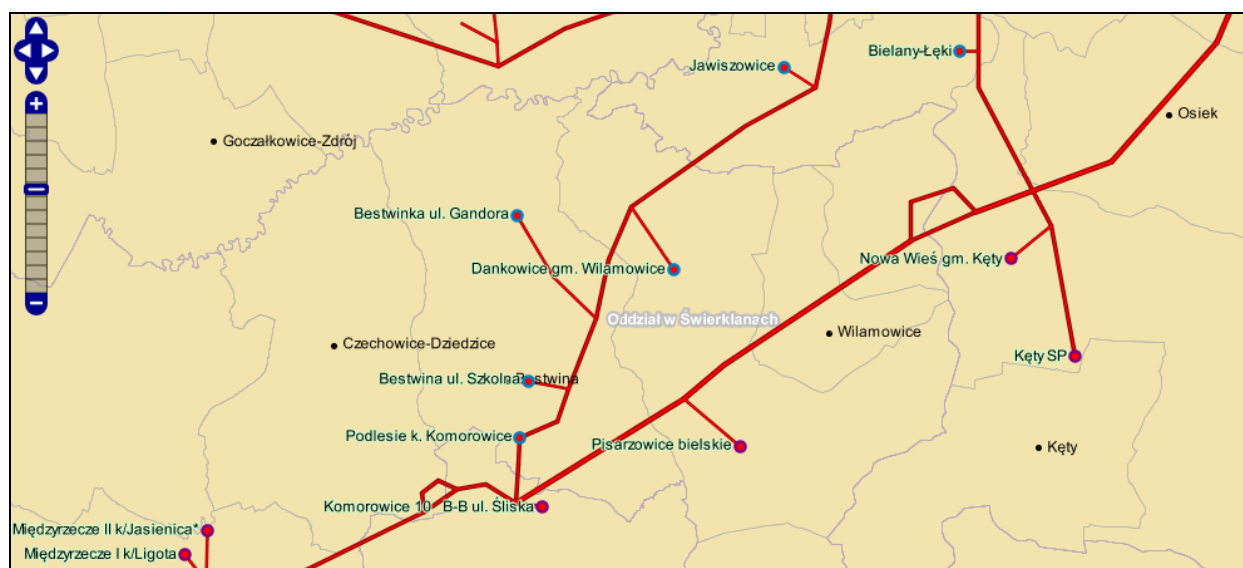 Bielany-Łęki
Jawiszowice
Osiek
Goczałkowice-Zdrój
Bestwinka ul. Gandora
Nowa Wieś gm. Kęty
Dankowice gm. Wilamowice
Oddział w Świerklanach
Wilamowice
Czechowice-Dziedzice
Kęty SP
Bestwina ul. Szkolna
Bestwina
Podlesie k. Komorowice
Pisarzowice bielskie
Kęty
Komorowice 10
B-B ul. Śliska
Międzyrzecze II k/Jasienica*
Międzyrzecze I k/Ligota